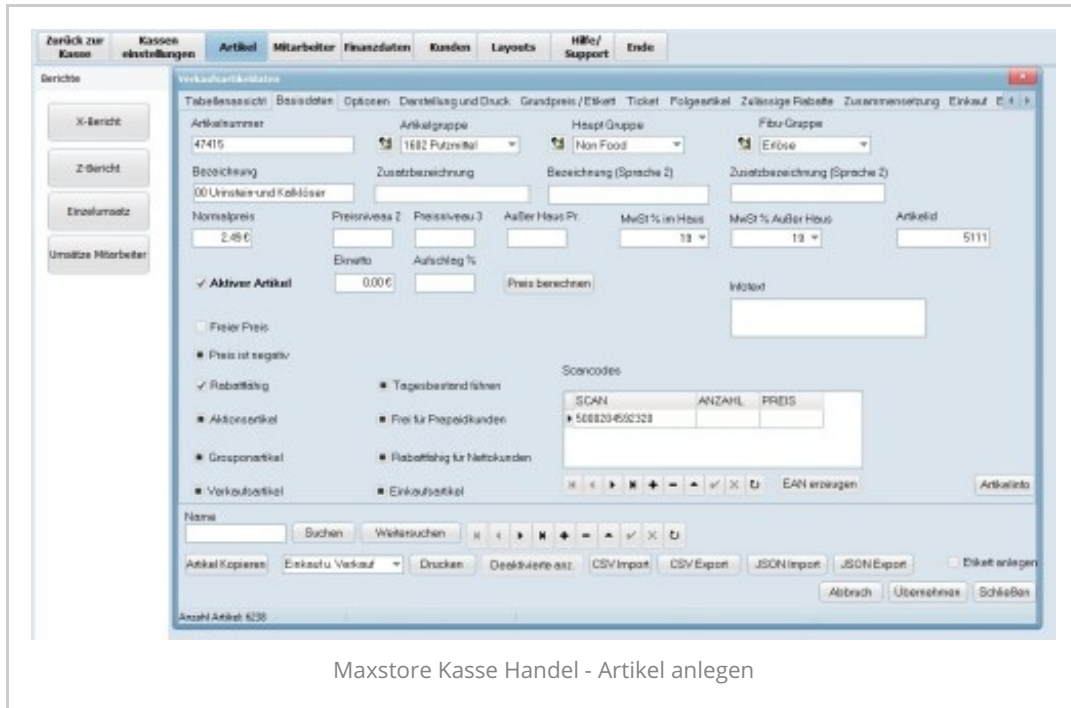 Zurück zur Kasse Kassen einstellungen Artikel Mitarbeiter Finanzdaten Kunden Layouts Hilfe/ Support Ende
Berichte
X-Bericht
Z-Bericht
Einzelumsatz
Umsätze Mitarbeiter
Verkaufsartikeldaten
Tabellenansicht Basisdaten Optionen Darstellung und Druck Grundpreis / Etikett Ticket Folgeartikel Zulässige Rabatte Zusammensetzung Einkauf E
Artikelnummer Artikelgruppe Haupt Gruppe Fibu Gruppe
47415 1682 Putzmittel Non Food Erlöse
Bezeichnung Zusatzbezeichnung Bezeichnung (Sprache 2) Zusatzbezeichnung (Sprache 2)
00 Urinstein und Kalklöser
Normalpreis Preisniveau 2 Preisniveau 3 Außer Haus Pr. MwSt % im Haus MwSt % Außer Haus Artikelid
19 19 5111
Eknetto Aufschlag %
Aktiver Artikel 0.00 € Preis berechnen Infotext
Freier Preis
Preis ist negativ
Scancodes
Rabattfähig Tagesbestand führen
SCAN ANZAHL PREIS
Aktionsartikel Frei für Prepaidkunden
Grouponartikel Rabattfähig für Nettokunden
EAN erzeugen Artikelinfo
Verkaufsartikel Einkaufsartikel
Name
Suchen Weitersuchen
Artikel Kopieren Einkauf u. Verkauf Drucken Deaktivierte anz. CSV Import CSV Export JSON Import JSON Export Etikett anlegen
Abbruch Übernehmen Schließen
Anzahl Artikel: 6238
Maxstore Kasse Handel - Artikel anlegen